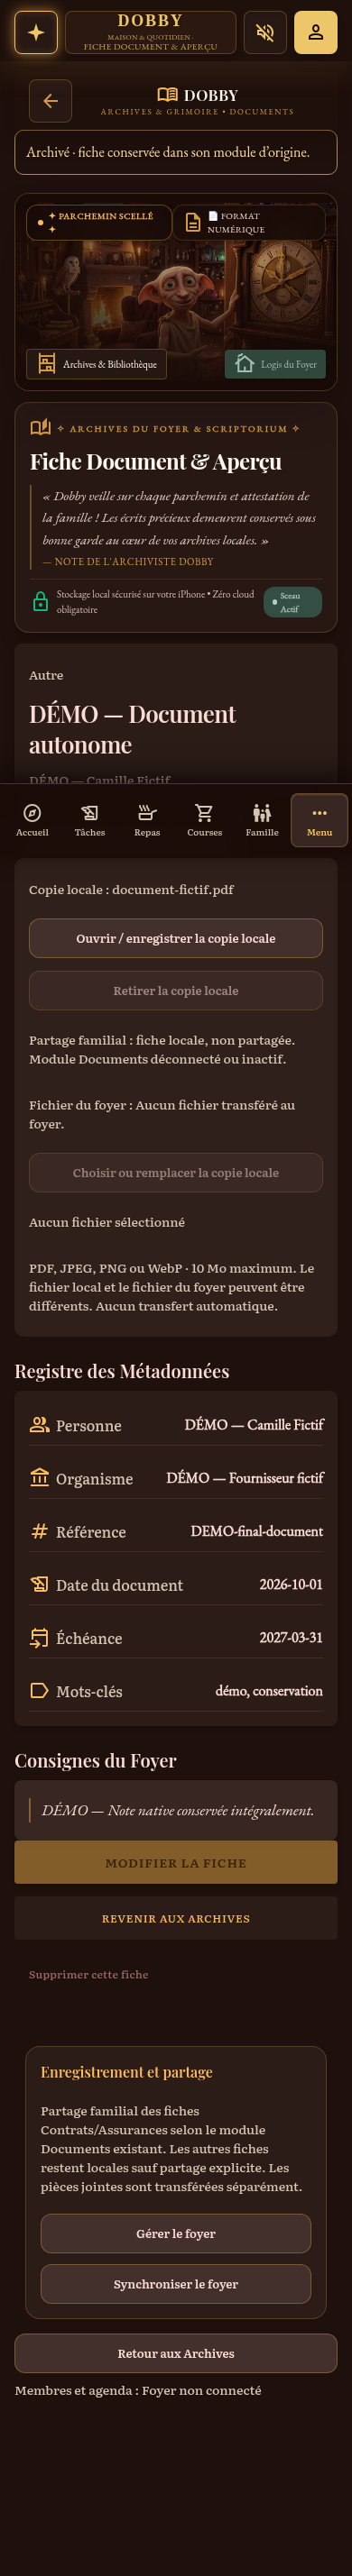 DOBBY
MAISON & QUOTIDIEN ·
FICHE DOCUMENT & APERÇU
DOBBY
ARCHIVES & GRIMOIRE • DOCUMENTS
Archivé · fiche conservée dans son module d'origine.
✦ PARCHEMIN SCELLÉ
✦
📄 FORMAT
NUMÉRIQUE
Archives & Bibliothèque
Logis du Foyer
✧ ARCHIVES DU FOYER & SCRIPTORIUM ✧
Fiche Document & Aperçu
« Dobby veille sur chaque parchemin et attestation de
la famille ! Les écrits précieux demeurent conservés sous
bonne garde au cœur de vos archives locales. »
— NOTE DE L'ARCHIVISTE DOBBY
Stockage local sécurisé sur votre iPhone • Zéro cloud
obligatoire
Sceau
Actif
Autre
DÉMO — Document
autonome
DÉMO — Camille Fictif
Accueil
Tâches
Repas
Courses
Famille
Menu
Copie locale : document-fictif.pdf
Ouvrir / enregistrer la copie locale
Retirer la copie locale
Partage familial : fiche locale, non partagée.
Module Documents déconnecté ou inactif.
Fichier du foyer : Aucun fichier transféré au
foyer.
Choisir ou remplacer la copie locale
Aucun fichier sélectionné
PDF, JPEG, PNG ou WebP · 10 Mo maximum. Le
fichier local et le fichier du foyer peuvent être
différents. Aucun transfert automatique.
Registre des Métadonnées
Personne DÉMO — Camille Fictif
Organisme DÉMO — Fournisseur fictif
Référence DEMO-final-document
Date du document 2026-10-01
Échéance 2027-03-31
Mots-clés démo, conservation
Consignes du Foyer
DÉMO — Note native conservée intégralement.
MODIFIER LA FICHE
REVENIR AUX ARCHIVES
Supprimer cette fiche
Enregistrement et partage
Partage familial des fiches
Contrats/Assurances selon le module
Documents existant. Les autres fiches
restent locales sauf partage explicite. Les
pièces jointes sont transférées séparément.
Gérer le foyer
Synchroniser le foyer
Retour aux Archives
Membres et agenda : Foyer non connecté